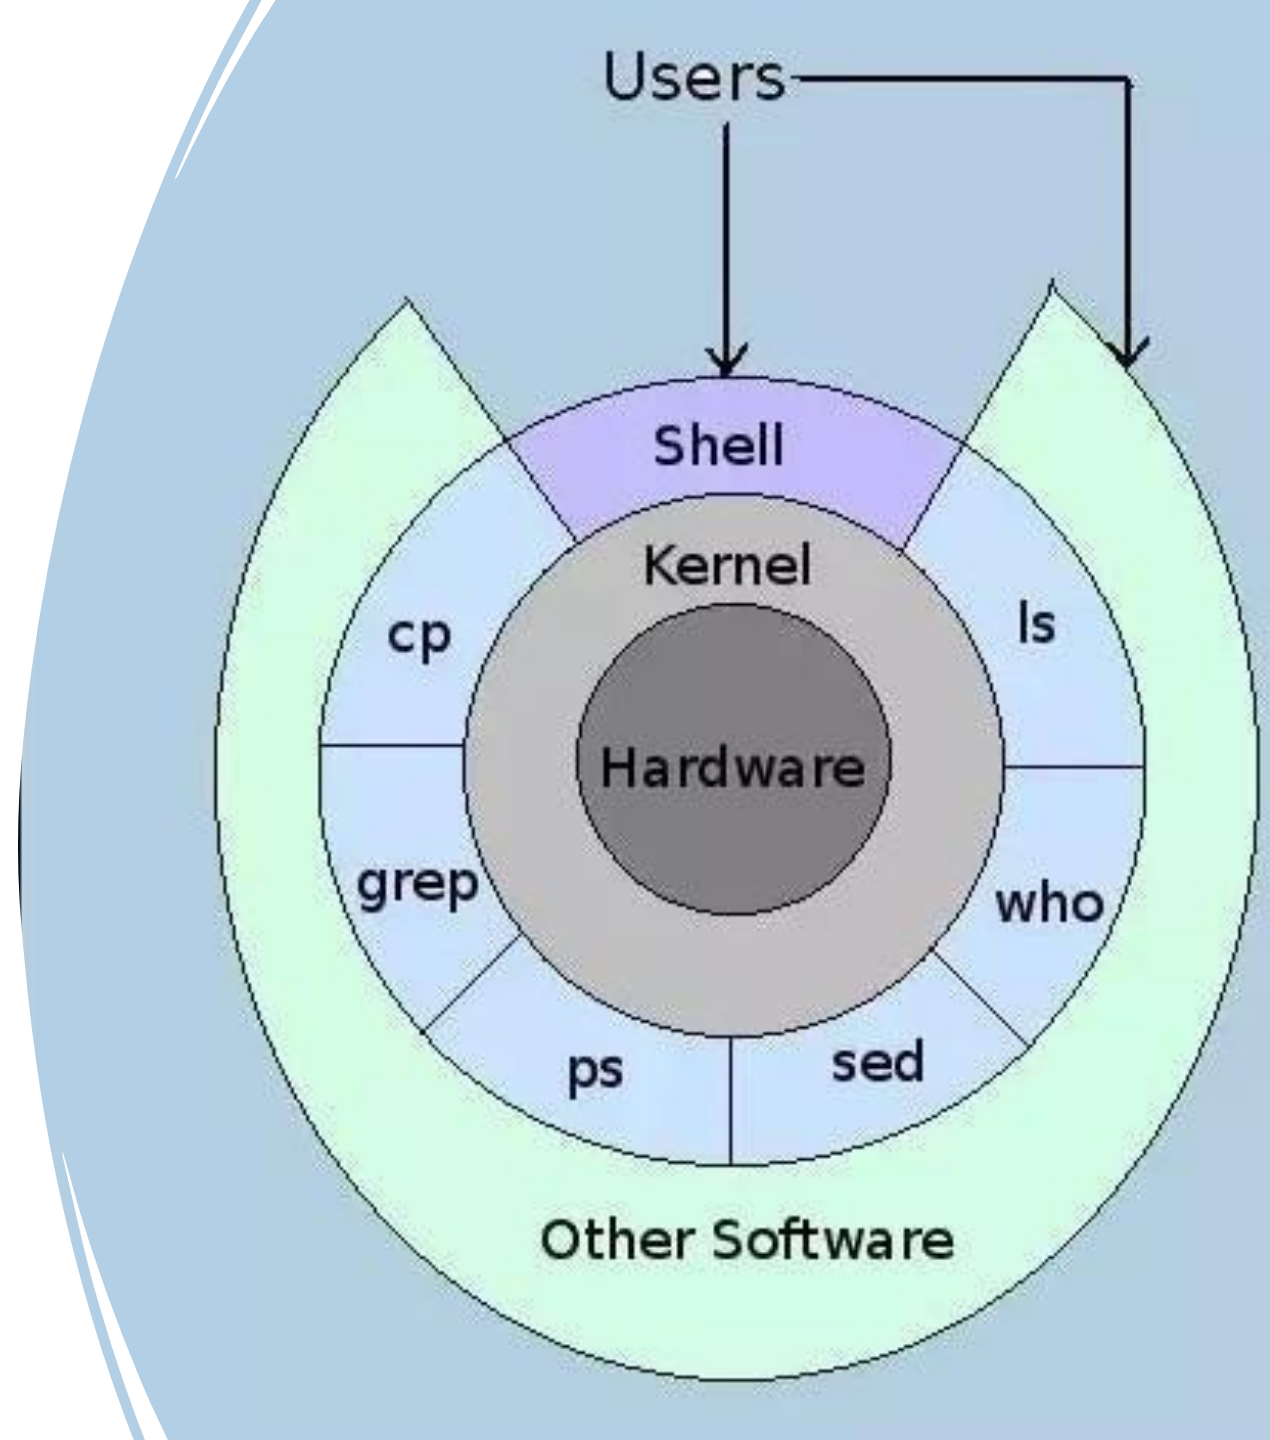 Users
Shell
Kernel
cp
ls
Hardware
grep
who
ps
sed
Other Software